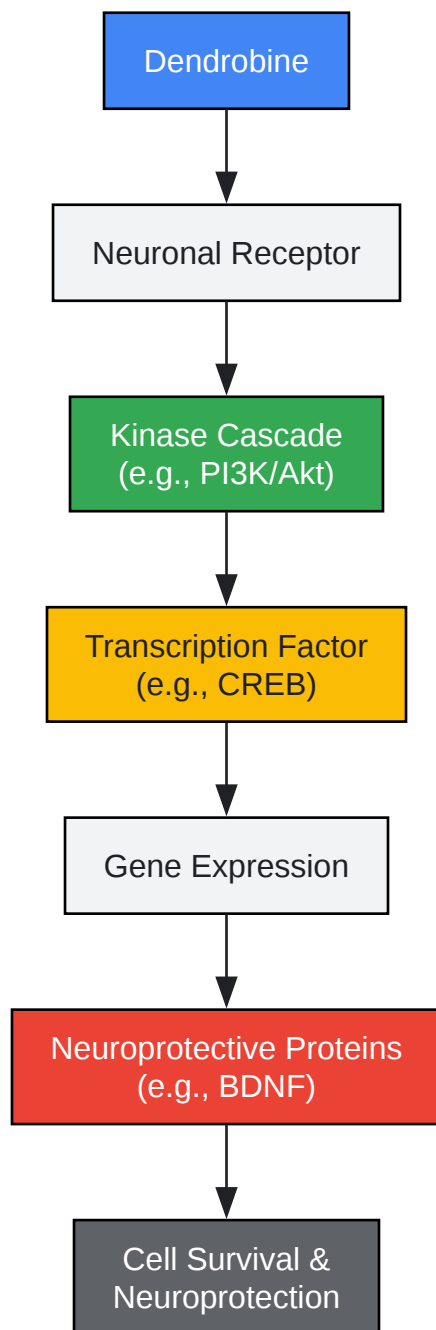 Dendrobine
Neuronal Receptor
Kinase Cascade
(e.g., PI3K/Akt)
Transcription Factor
(e.g., CREB)
Gene Expression
Neuroprotective Proteins
(e.g., BDNF)
Cell Survival &
Neuroprotection